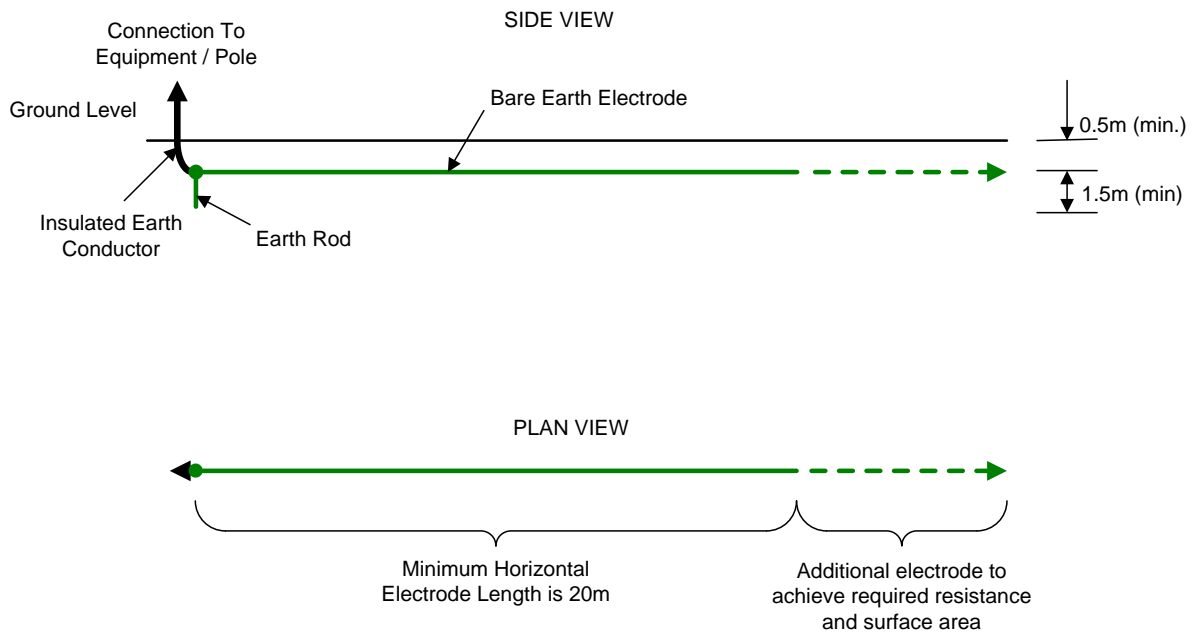 SIDE VIEW
Connection To
Equipment / Pole
Ground Level
Bare Earth Electrode
0.5m (min.)
1.5m (min)
Insulated Earth
Conductor
Earth Rod
PLAN VIEW
Minimum Horizontal
Electrode Length is 20m
Additional electrode to
achieve required resistance
and surface area